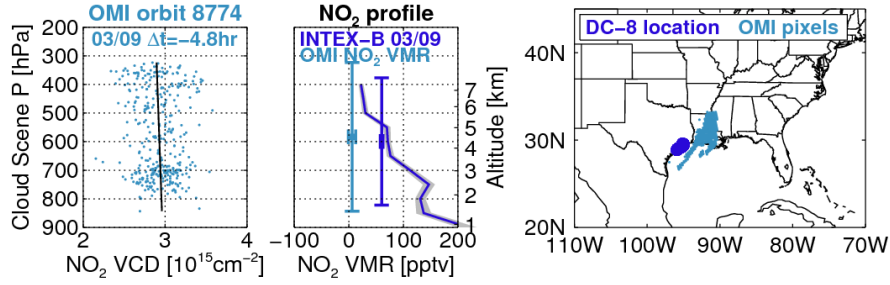 OMI orbit 8774
03/09 Δt=−4.8hr
Cloud Scene P [hPa]
200
300
400
500
600
700
800
900
2
3
4
NO₂ VCD [10¹⁵cm⁻²]
NO₂ profile
INTEX−B 03/09
OMI NO₂ VMR
7
6
5
4
3
2
1
Altitude [km]
−100
0
100
200
NO₂ VMR [pptv]
DC−8 location
OMI pixels
40N
30N
20N
110W
100W
90W
80W
70W